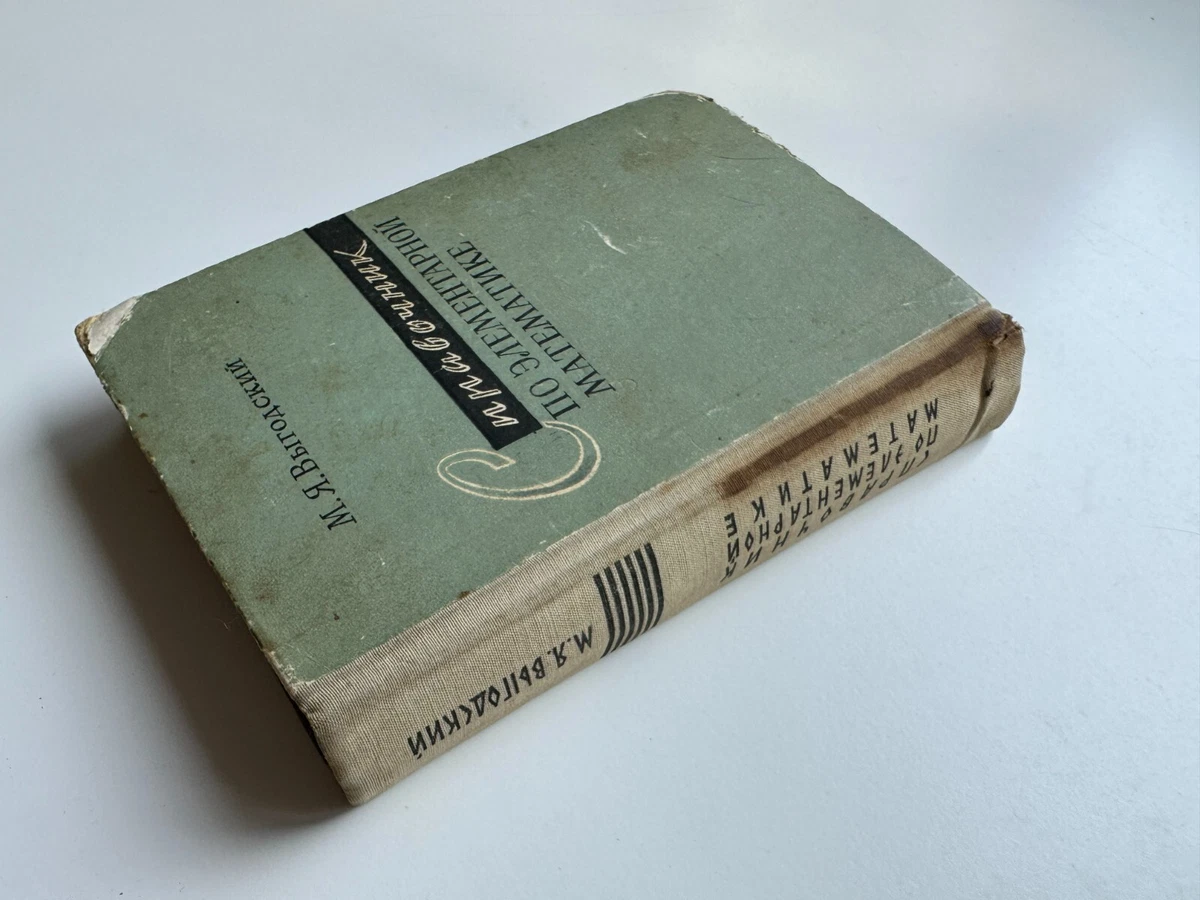 М. Я. Выгодский
Справочник
ПО ЭЛЕМЕНТАРНОЙ
МАТЕМАТИКЕ
М. Я. ВЫГОДСКИЙ
СПРАВОЧНИК
ПО ЭЛЕМЕНТАРНОЙ
МАТЕМАТИКЕ